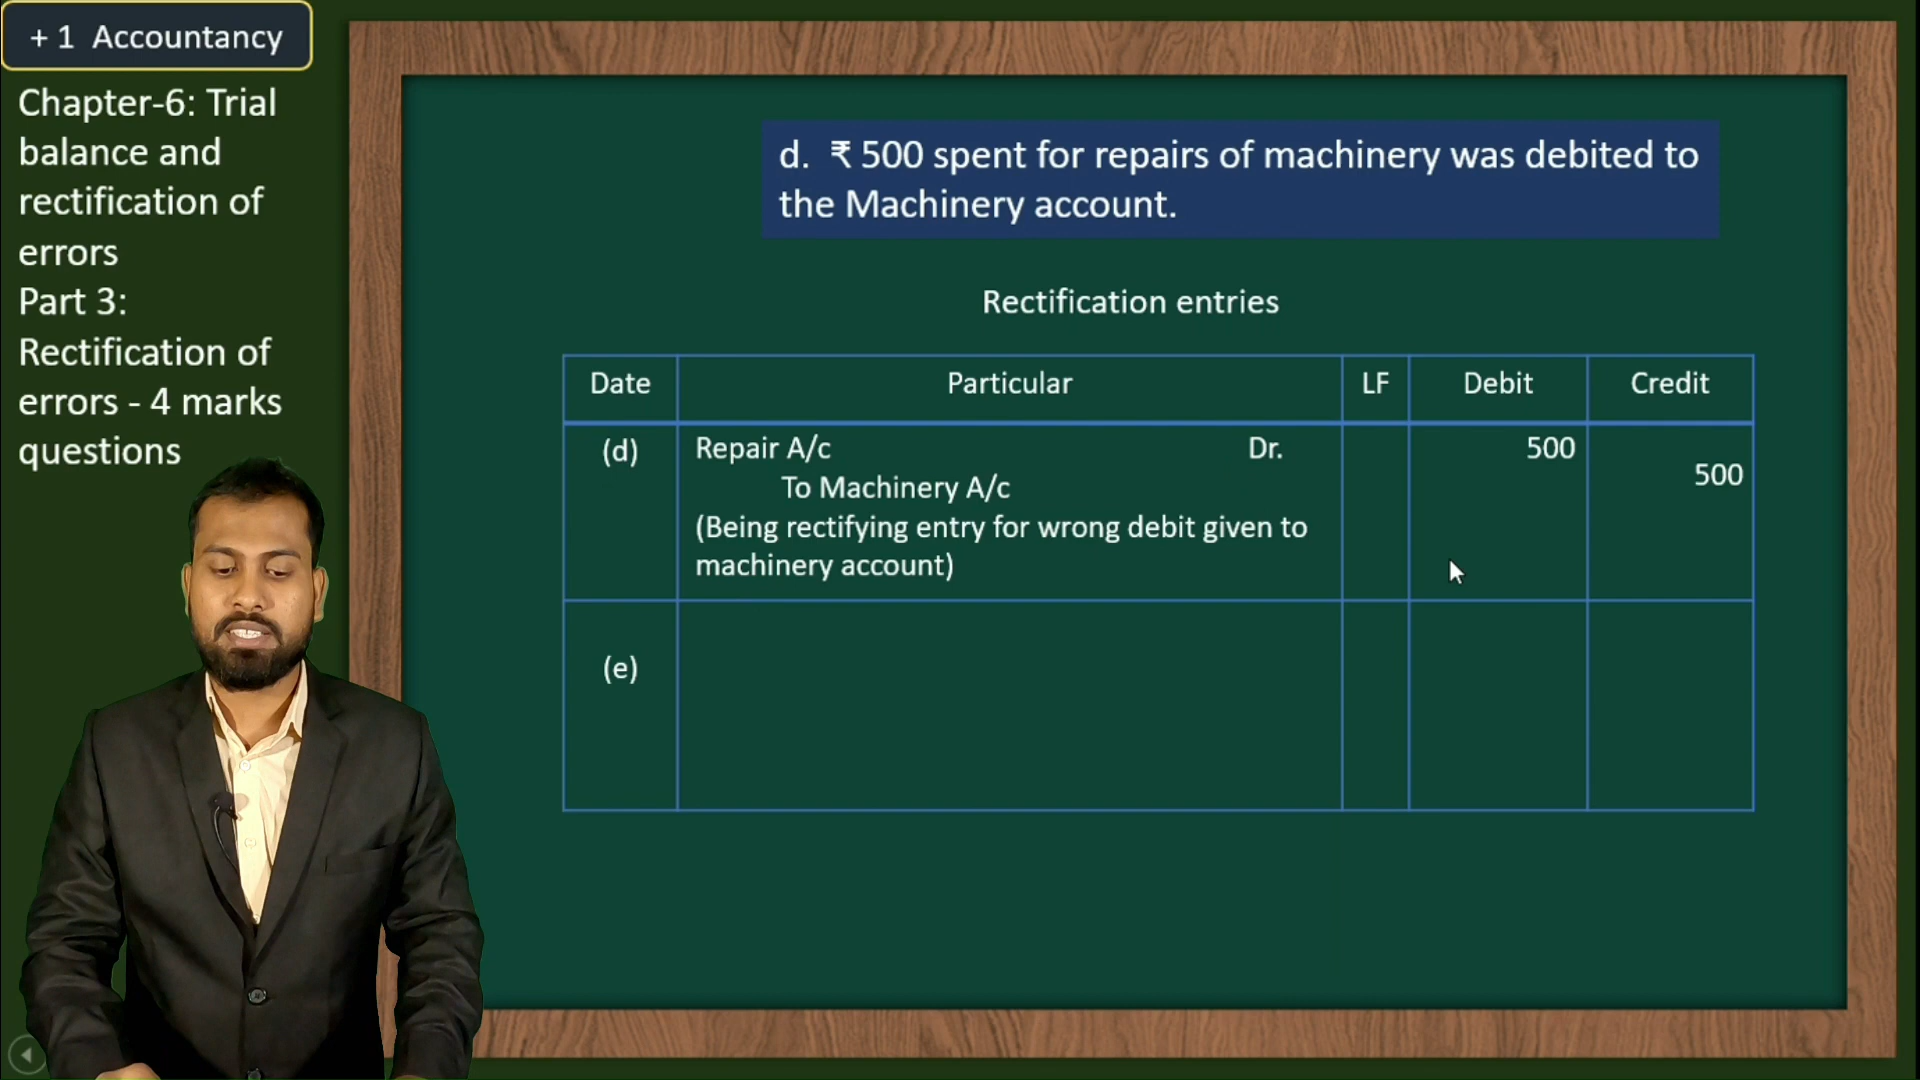 + 1 Accountancy
Chapter-6: Trial
balance and
rectification of
errors
Part 3:
Rectification of
errors - 4 marks
questions
d. ₹ 500 spent for repairs of machinery was debited to
the Machinery account.
Rectification entries
Date Particular LF Debit Credit
(d) Repair A/c Dr. 500
500
To Machinery A/c
(Being rectifying entry for wrong debit given to
machinery account)
(e)